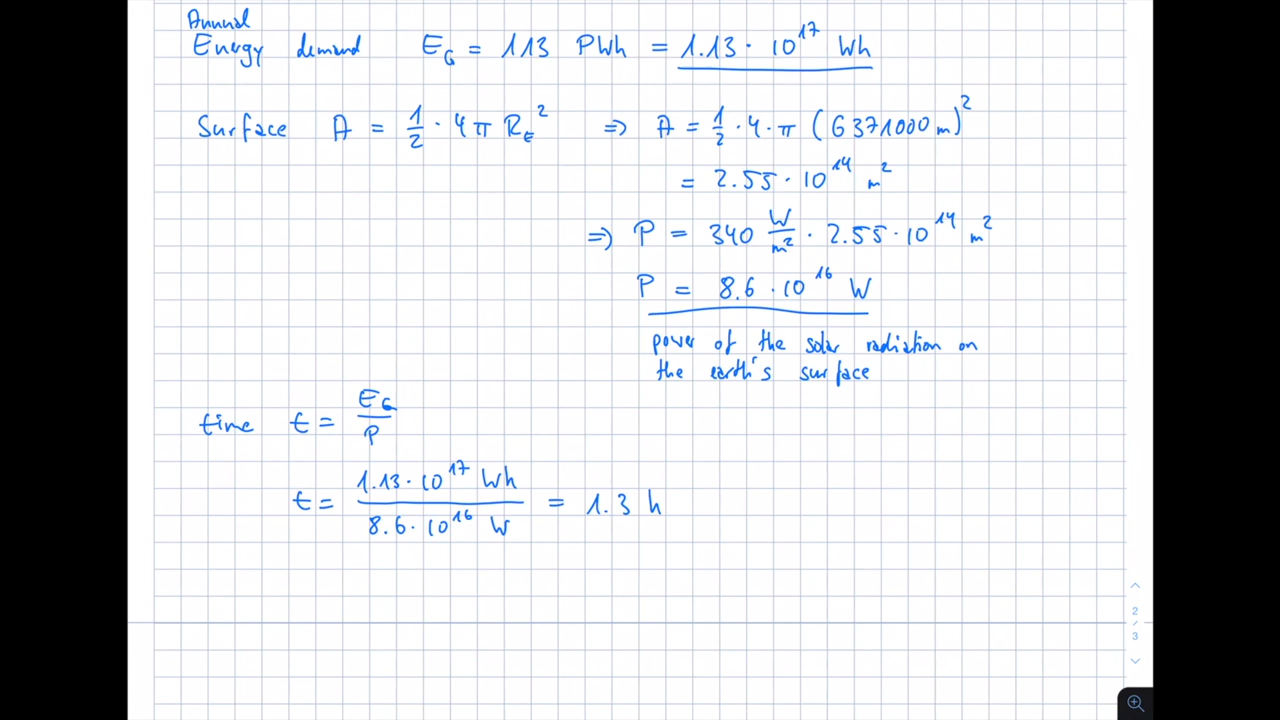 Annual
Energy demand E_G = 113 PWh = 1.13 · 10^17 Wh
Surface A = 1/2 · 4 π R_E^2 ⇒ A = 1/2 · 4 · π (6371000 m)^2
= 2.55 · 10^14 m^2
⇒ P = 340 W/m^2 · 2.55 · 10^14 m^2
P = 8.6 · 10^16 W
power of the solar radiation on
the earth's surface
time t = E_G / P
t = 1.13 · 10^17 Wh / 8.6 · 10^16 W = 1.3 h
2
/
3